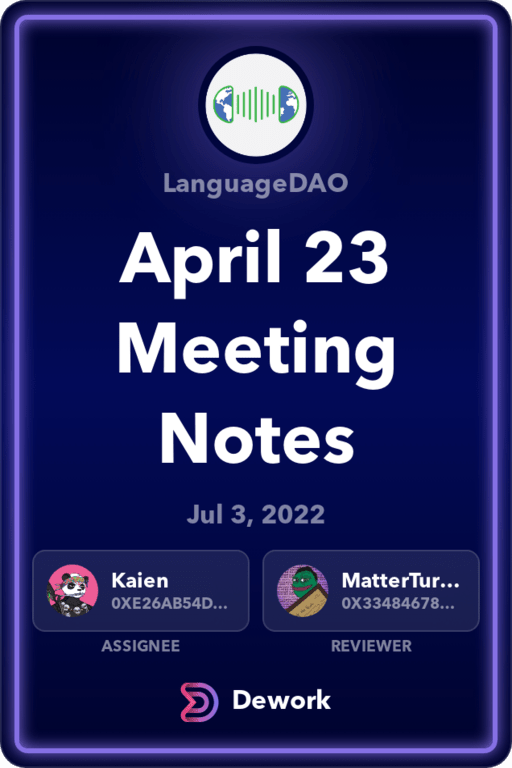 LanguageDAO
April 23
Meeting
Notes
Jul 3, 2022
Kaien
0XE26AB54D...
MatterTur...
0X33484678...
ASSIGNEE
REVIEWER
Dework